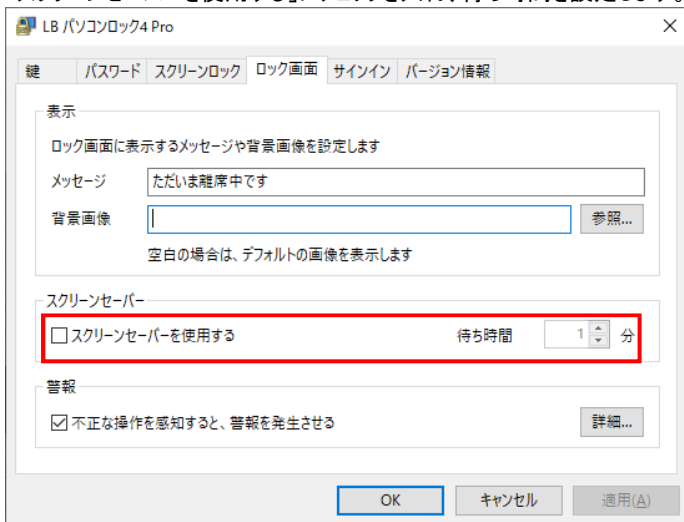 LB パソコンロック4 Pro
鍵 パスワード スクリーンロック ロック画面 サインイン バージョン情報
表示
ロック画面に表示するメッセージや背景画像を設定します
メッセージ ただいま離席中です
背景画像 参照...
空白の場合は、デフォルトの画像を表示します
スクリーンセーバー
スクリーンセーバーを使用する 待ち時間 1 分
警報
不正な操作を感知すると、警報を発生させる 詳細...
OK キャンセル 適用(A)